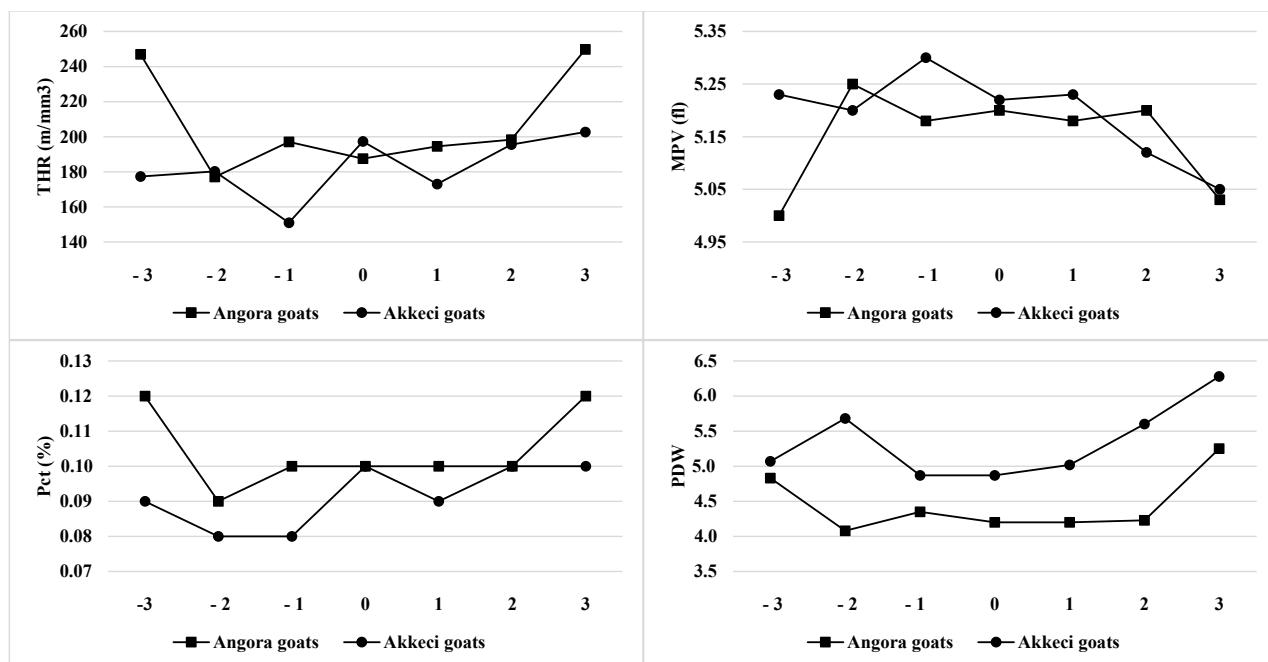 THR (m/mm3)
260
240
220
200
180
160
140
- 3 - 2 - 1 0 1 2 3
Angora goats Akkeci goats
MPV (fl)
5.35
5.25
5.15
5.05
4.95
- 3 - 2 - 1 0 1 2 3
Angora goats Akkeci goats
Pct (%)
0.13
0.12
0.11
0.10
0.09
0.08
0.07
-3 - 2 - 1 0 1 2 3
Angora goats Akkeci goats
PDW
6.5
6.0
5.5
5.0
4.5
4.0
3.5
- 3 - 2 - 1 0 1 2 3
Angora goats Akkeci goats